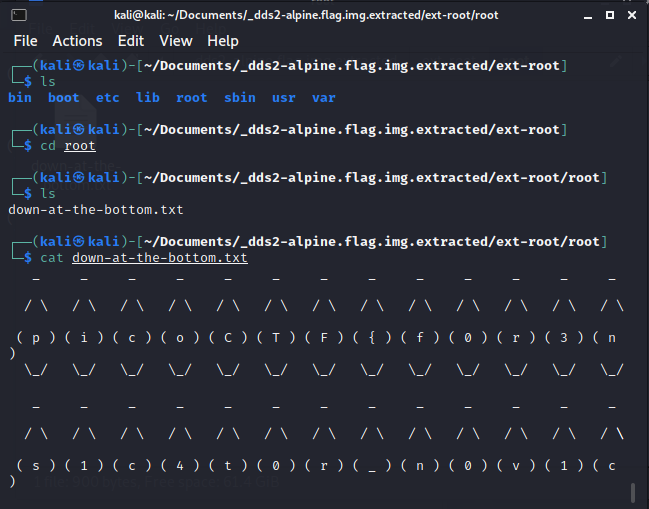 kali@kali: ~/Documents/_dds2-alpine.flag.img.extracted/ext-root/root
File Actions Edit View Help
┌──(kali㉿kali)-[~/Documents/_dds2-alpine.flag.img.extracted/ext-root]
└─$ ls
bin boot etc lib root sbin usr var
┌──(kali㉿kali)-[~/Documents/_dds2-alpine.flag.img.extracted/ext-root]
└─$ cd root
┌──(kali㉿kali)-[~/Documents/_dds2-alpine.flag.img.extracted/ext-root/root]
└─$ ls
down-at-the-bottom.txt
┌──(kali㉿kali)-[~/Documents/_dds2-alpine.flag.img.extracted/ext-root/root]
└─$ cat down-at-the-bottom.txt
   _     _     _     _     _     _     _     _     _     _     _     _     _
  / \   / \   / \   / \   / \   / \   / \   / \   / \   / \   / \   / \   / \
 ( p ) ( i ) ( c ) ( o ) ( C ) ( T ) ( F ) ( { ) ( f ) ( 0 ) ( r ) ( 3 ) ( n
)
  \_/   \_/   \_/   \_/   \_/   \_/   \_/   \_/   \_/   \_/   \_/   \_/   \_/
   _     _     _     _     _     _     _     _     _     _     _     _     _
  / \   / \   / \   / \   / \   / \   / \   / \   / \   / \   / \   / \   / \
 ( s ) ( 1 ) ( c ) ( 4 ) ( t ) ( 0 ) ( r ) ( _ ) ( n ) ( 0 ) ( v ) ( 1 ) ( c
)